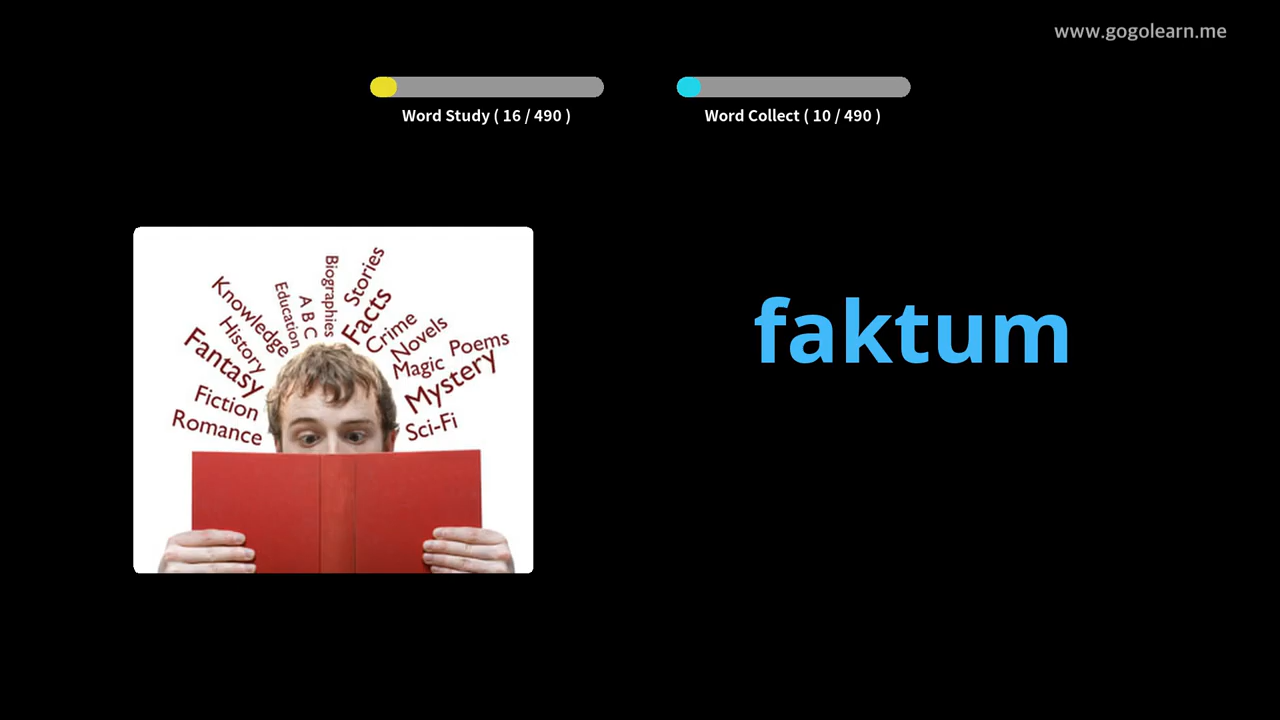 www.gogolearn.me
Word Study ( 16 / 490 )
Word Collect ( 10 / 490 )
faktum
Stories
Biographies
Facts
Education
A B C
Knowledge
Crime
Novels
History
Poems
Magic
Fantasy
Mystery
Fiction
Sci-Fi
Romance